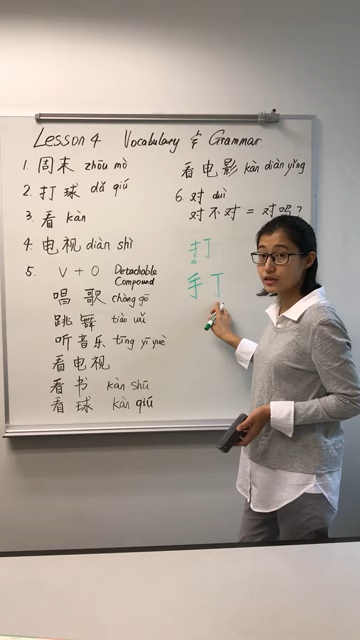 Lesson 4 Vocabulary & Grammar
1. 周末 zhōu mò
2. 打球 dǎ qiú
3. 看 kàn
4. 电视 diàn shì
5. V + O Detachable Compound
唱歌 chàng gē
跳舞 tiào wǔ
听音乐 tīng yīn yuè
看电视
看书 kàn shū
看球 kàn qiú
看电影 kàn diàn yǐng
6. 对 duì
对不对 = 对吗?
打
手丁